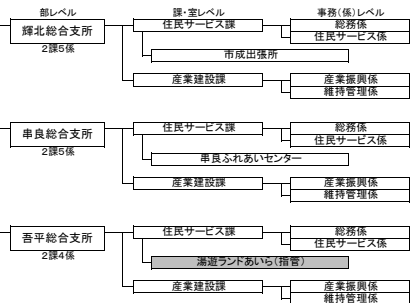 部レベル 課・室レベル 事務(係)レベル
輝北総合支所 住民サービス課 総務係
住民サービス係
2課5係
市成出張所
産業建設課 産業振興係
維持管理係
串良総合支所 住民サービス課 総務係
住民サービス係
2課5係
串良ふれあいセンター
産業建設課 産業振興係
維持管理係
吾平総合支所 住民サービス課 総務係
住民サービス係
2課4係
湯遊ランドあいら(指管)
産業建設課 産業振興係
維持管理係